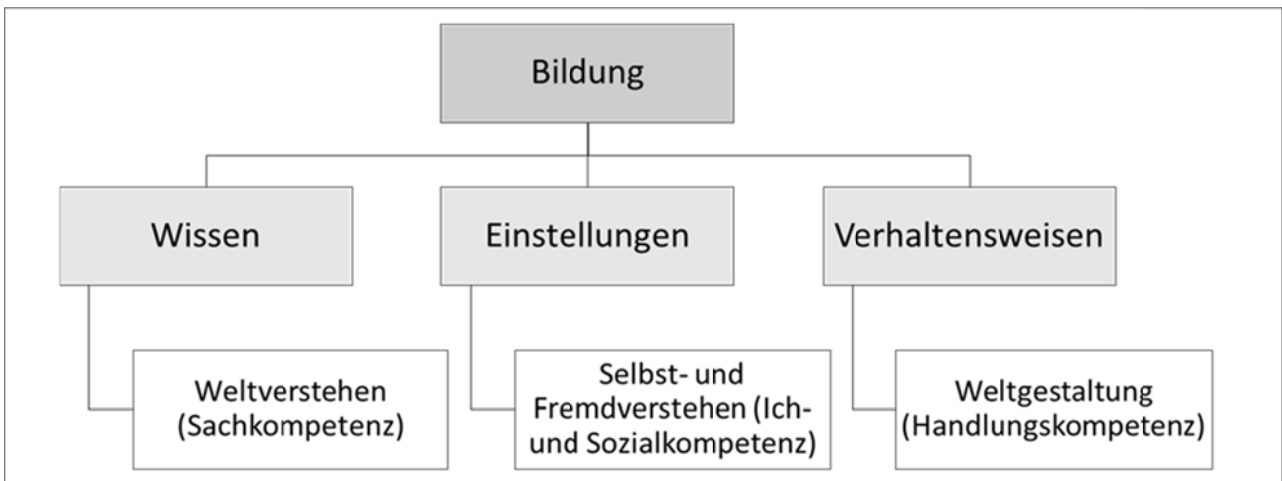 Bildung
Wissen
Einstellungen
Verhaltensweisen
Weltverstehen
(Sachkompetenz)
Selbst- und
Fremdverstehen (Ich-
und Sozialkompetenz)
Weltgestaltung
(Handlungskompetenz)